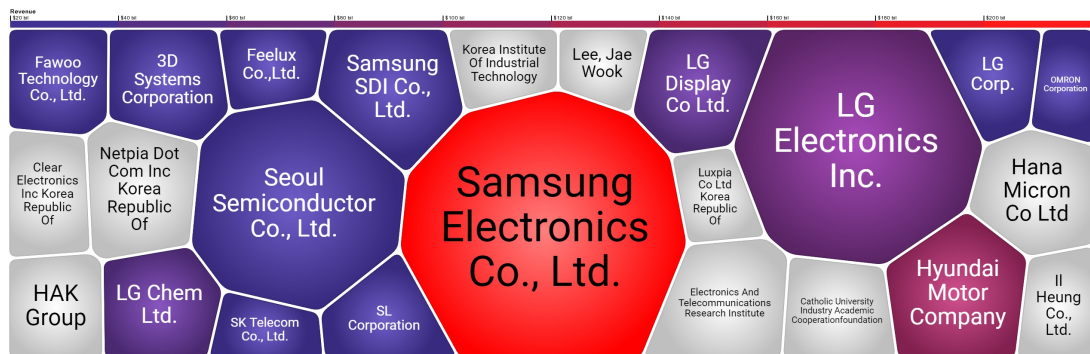 Revenue
$20 bil
$40 bil
$60 bil
$80 bil
$100 bil
$120 bil
$140 bil
$160 bil
$180 bil
$200 bil
Fawoo
Technology
Co., Ltd.
3D
Systems
Corporation
Feelux
Co.,Ltd.
Samsung
SDI Co.,
Ltd.
Korea Institute
Of Industrial
Technology
Lee, Jae
Wook
LG
Display
Co Ltd.
LG
Electronics
Inc.
LG
Corp.
OMRON
Corporation
Clear
Electronics
Inc Korea
Republic
Of
Netpia Dot
Com Inc
Korea
Republic
Of
Seoul
Semiconductor
Co., Ltd.
Samsung
Electronics
Co., Ltd.
Luxpia
Co Ltd
Korea
Republic
Of
Hana
Micron
Co Ltd
HAK
Group
LG Chem
Ltd.
SK Telecom
Co., Ltd.
SL
Corporation
Electronics And
Telecommunications
Research Institute
Catholic University
Industry Academic
Cooperationfoundation
Hyundai
Motor
Company
Il
Heung
Co.,
Ltd.